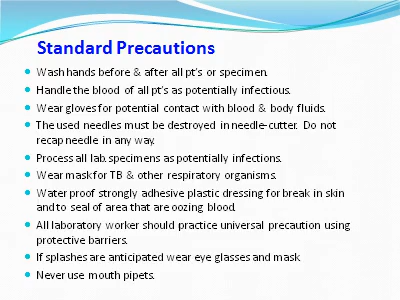 Standard Precautions
Wash hands before & after all pt's or specimen.
Handle the blood of all pt's as potentially infectious.
Wear gloves for potential contact with blood & body fluids.
The used needles must be destroyed in needle-cutter. Do not
recap needle in any way.
Process all lab. specimens as potentially infections.
Wear mask for TB & other respiratory organisms.
Water proof strongly adhesive plastic dressing for break in skin
and to seal of area that are oozing blood.
All laboratory worker should practice universal precaution using
protective barriers.
If splashes are anticipated wear eye glasses and mask
Never use mouth pipets.